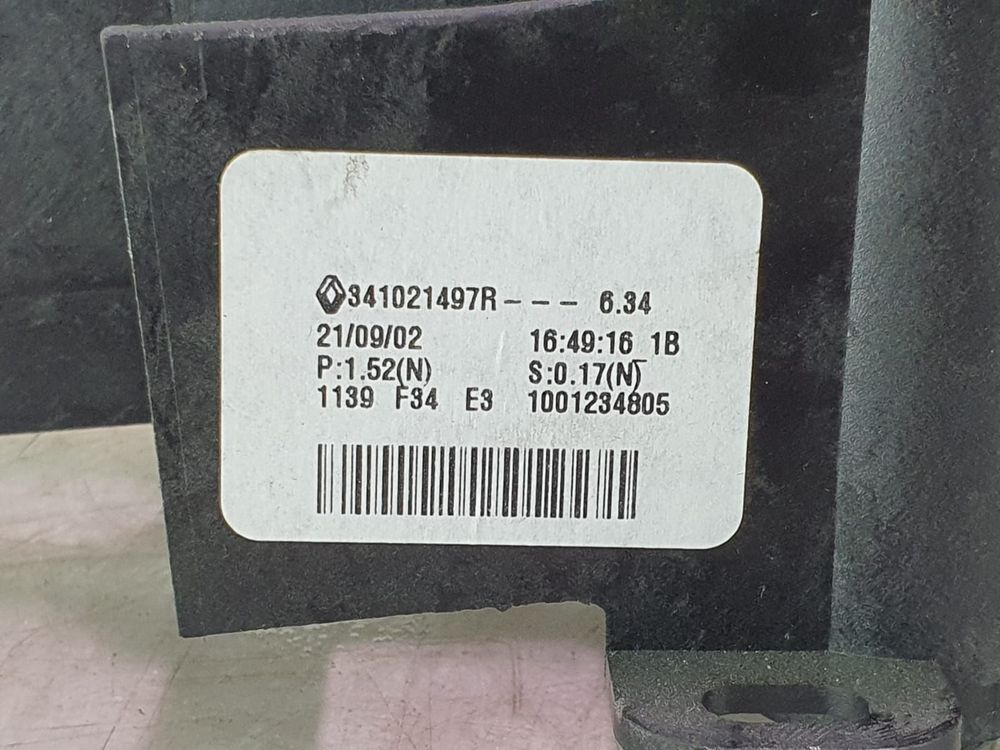 341021497R--- 6.34
21/09/02 16:49:16 1B
P:1.52(N) S:0.17(N)
1139 F34 E3 1001234805